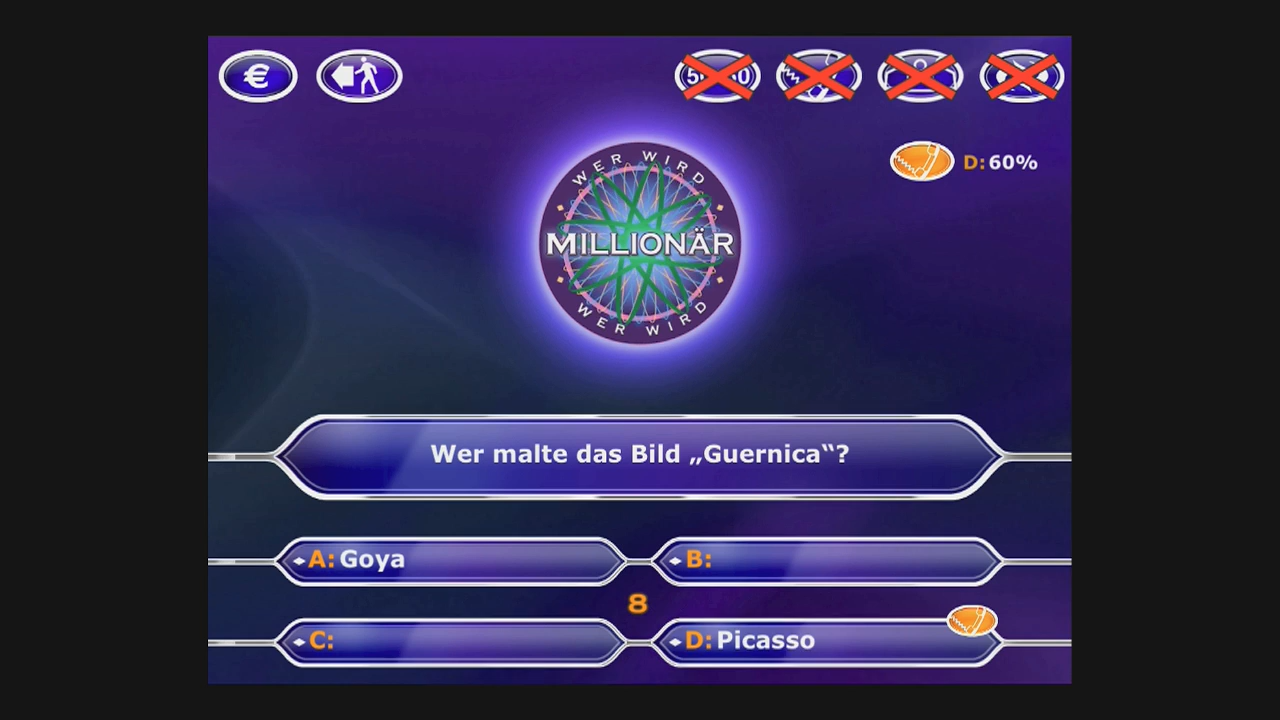 €
D: 60%
WER WIRD
MILLIONÄR
WER WIRD
Wer malte das Bild „Guernica“?
A: Goya
B:
8
C:
D: Picasso